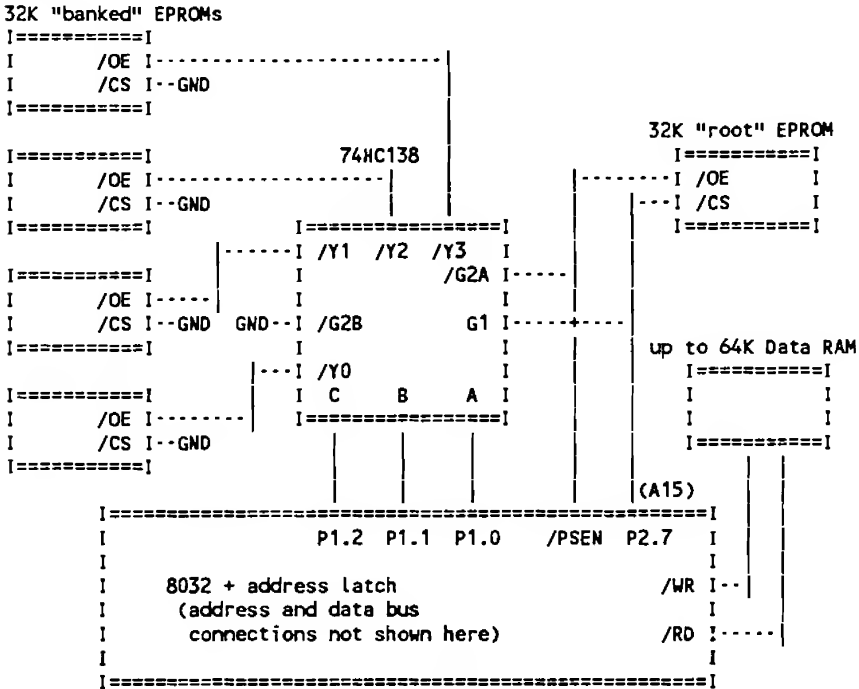 32K "banked" EPROMs
I===========I
I /OE I-------------------------
I /CS I--GND
I===========I
32K "root" EPROM
I===========I 74HC138 I===========I
I /OE I-------------------- --------I /OE I
I /CS I--GND ---I /CS I
I===========I I=================I I===========I
------I /Y1 /Y2 /Y3 I
I===========I I /G2A I-----
I /OE I----- I I
I /CS I--GND GND--I /G2B G1 I-----+----
I===========I I I up to 64K Data RAM
---I /Y0 I I===========I
I===========I I C B A I I I
I /OE I-------- I=================I I I
I /CS I--GND I===========I
I===========I
(A15)
I====================================================I
I P1.2 P1.1 P1.0 /PSEN P2.7 I
I I
I 8032 + address latch /WR I--
I (address and data bus I
I connections not shown here) /RD I-----
I I
I====================================================I